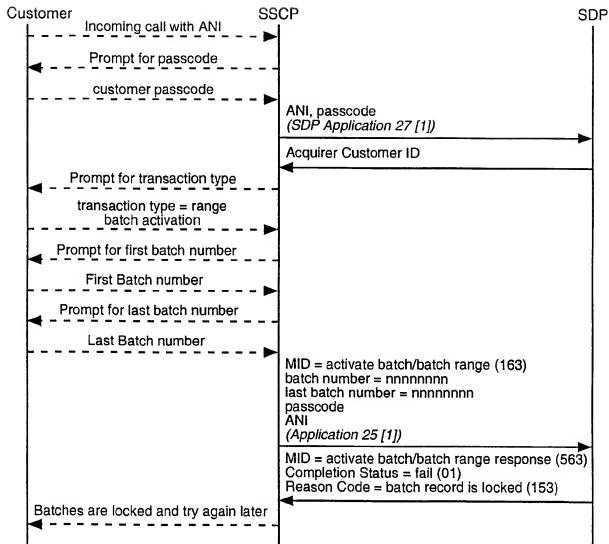 Customer SSCP SDP
Incoming call with ANI
Prompt for passcode
customer passcode
ANI, passcode
(SDP Application 27 [1])
Acquirer Customer ID
Prompt for transaction type
transaction type = range
batch activation
Prompt for first batch number
First Batch number
Prompt for last batch number
Last Batch number
MID = activate batch/batch range (163)
batch number = nnnnnnnn
last batch number = nnnnnnnn
passcode
ANI
(Application 25 [1])
MID = activate batch/batch range response (563)
Completion Status = fail (01)
Reason Code = batch record is locked (153)
Batches are locked and try again later